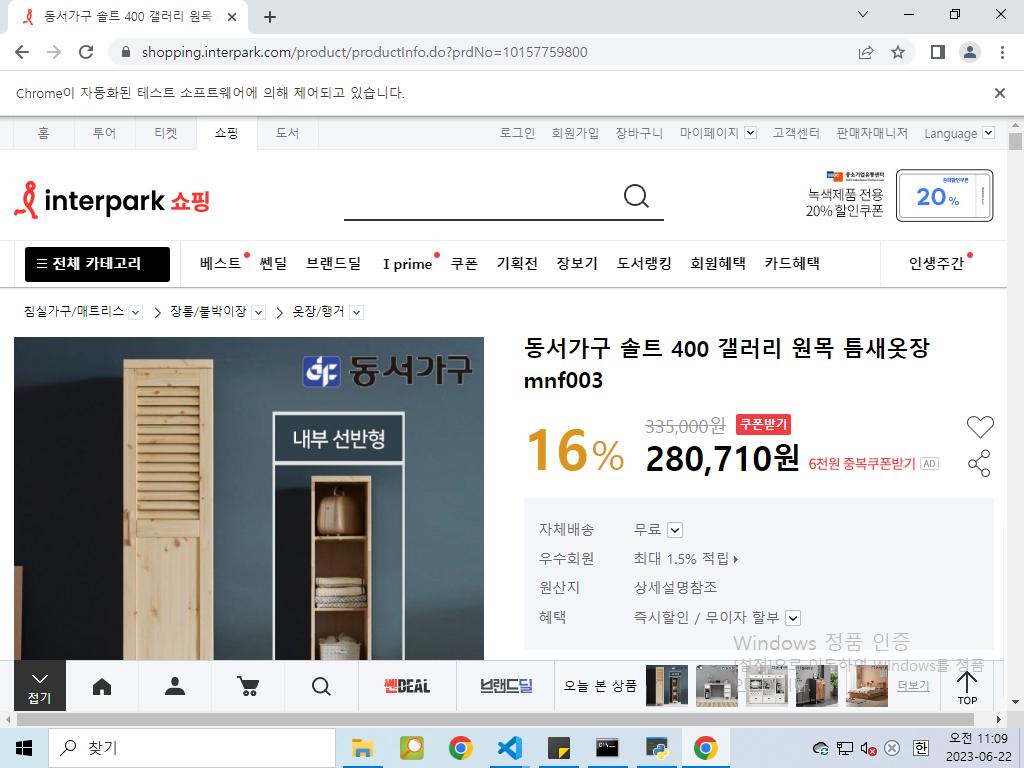 동서가구 솔트 400 갤러리 원목
shopping.interpark.com/product/productInfo.do?prdNo=10157759800
Chrome이 자동화된 테스트 소프트웨어에 의해 제어되고 있습니다.
홈 투어 티켓 쇼핑 도서 로그인 회원가입 장바구니 마이페이지 고객센터 판매자매니저 Language
interpark 쇼핑
중소기업유통센터
녹색제품 전용
20% 할인쿠폰
20%
전체 카테고리 베스트 쎈딜 브랜드딜 I prime 쿠폰 기획전 장보기 도서랭킹 회원혜택 카드혜택 인생주간
침실가구/매트리스 장롱/붙박이장 옷장/행거
동서가구
내부 선반형
동서가구 솔트 400 갤러리 원목 틈새옷장
mnf003
16%
335,000원 쿠폰받기
280,710원 6천원 중복쿠폰받기 AD
자체배송 무료
우수회원 최대 1.5% 적립
원산지 상세설명참조
혜택 즉시할인 / 무이자 할부
Windows 정품 인증
[설정]으로 이동하여 Windows를 정품
접기
쎈DEAL
브랜드딜
오늘 본 상품
더보기
TOP
찾기
한
오전 11:09
2023-06-22